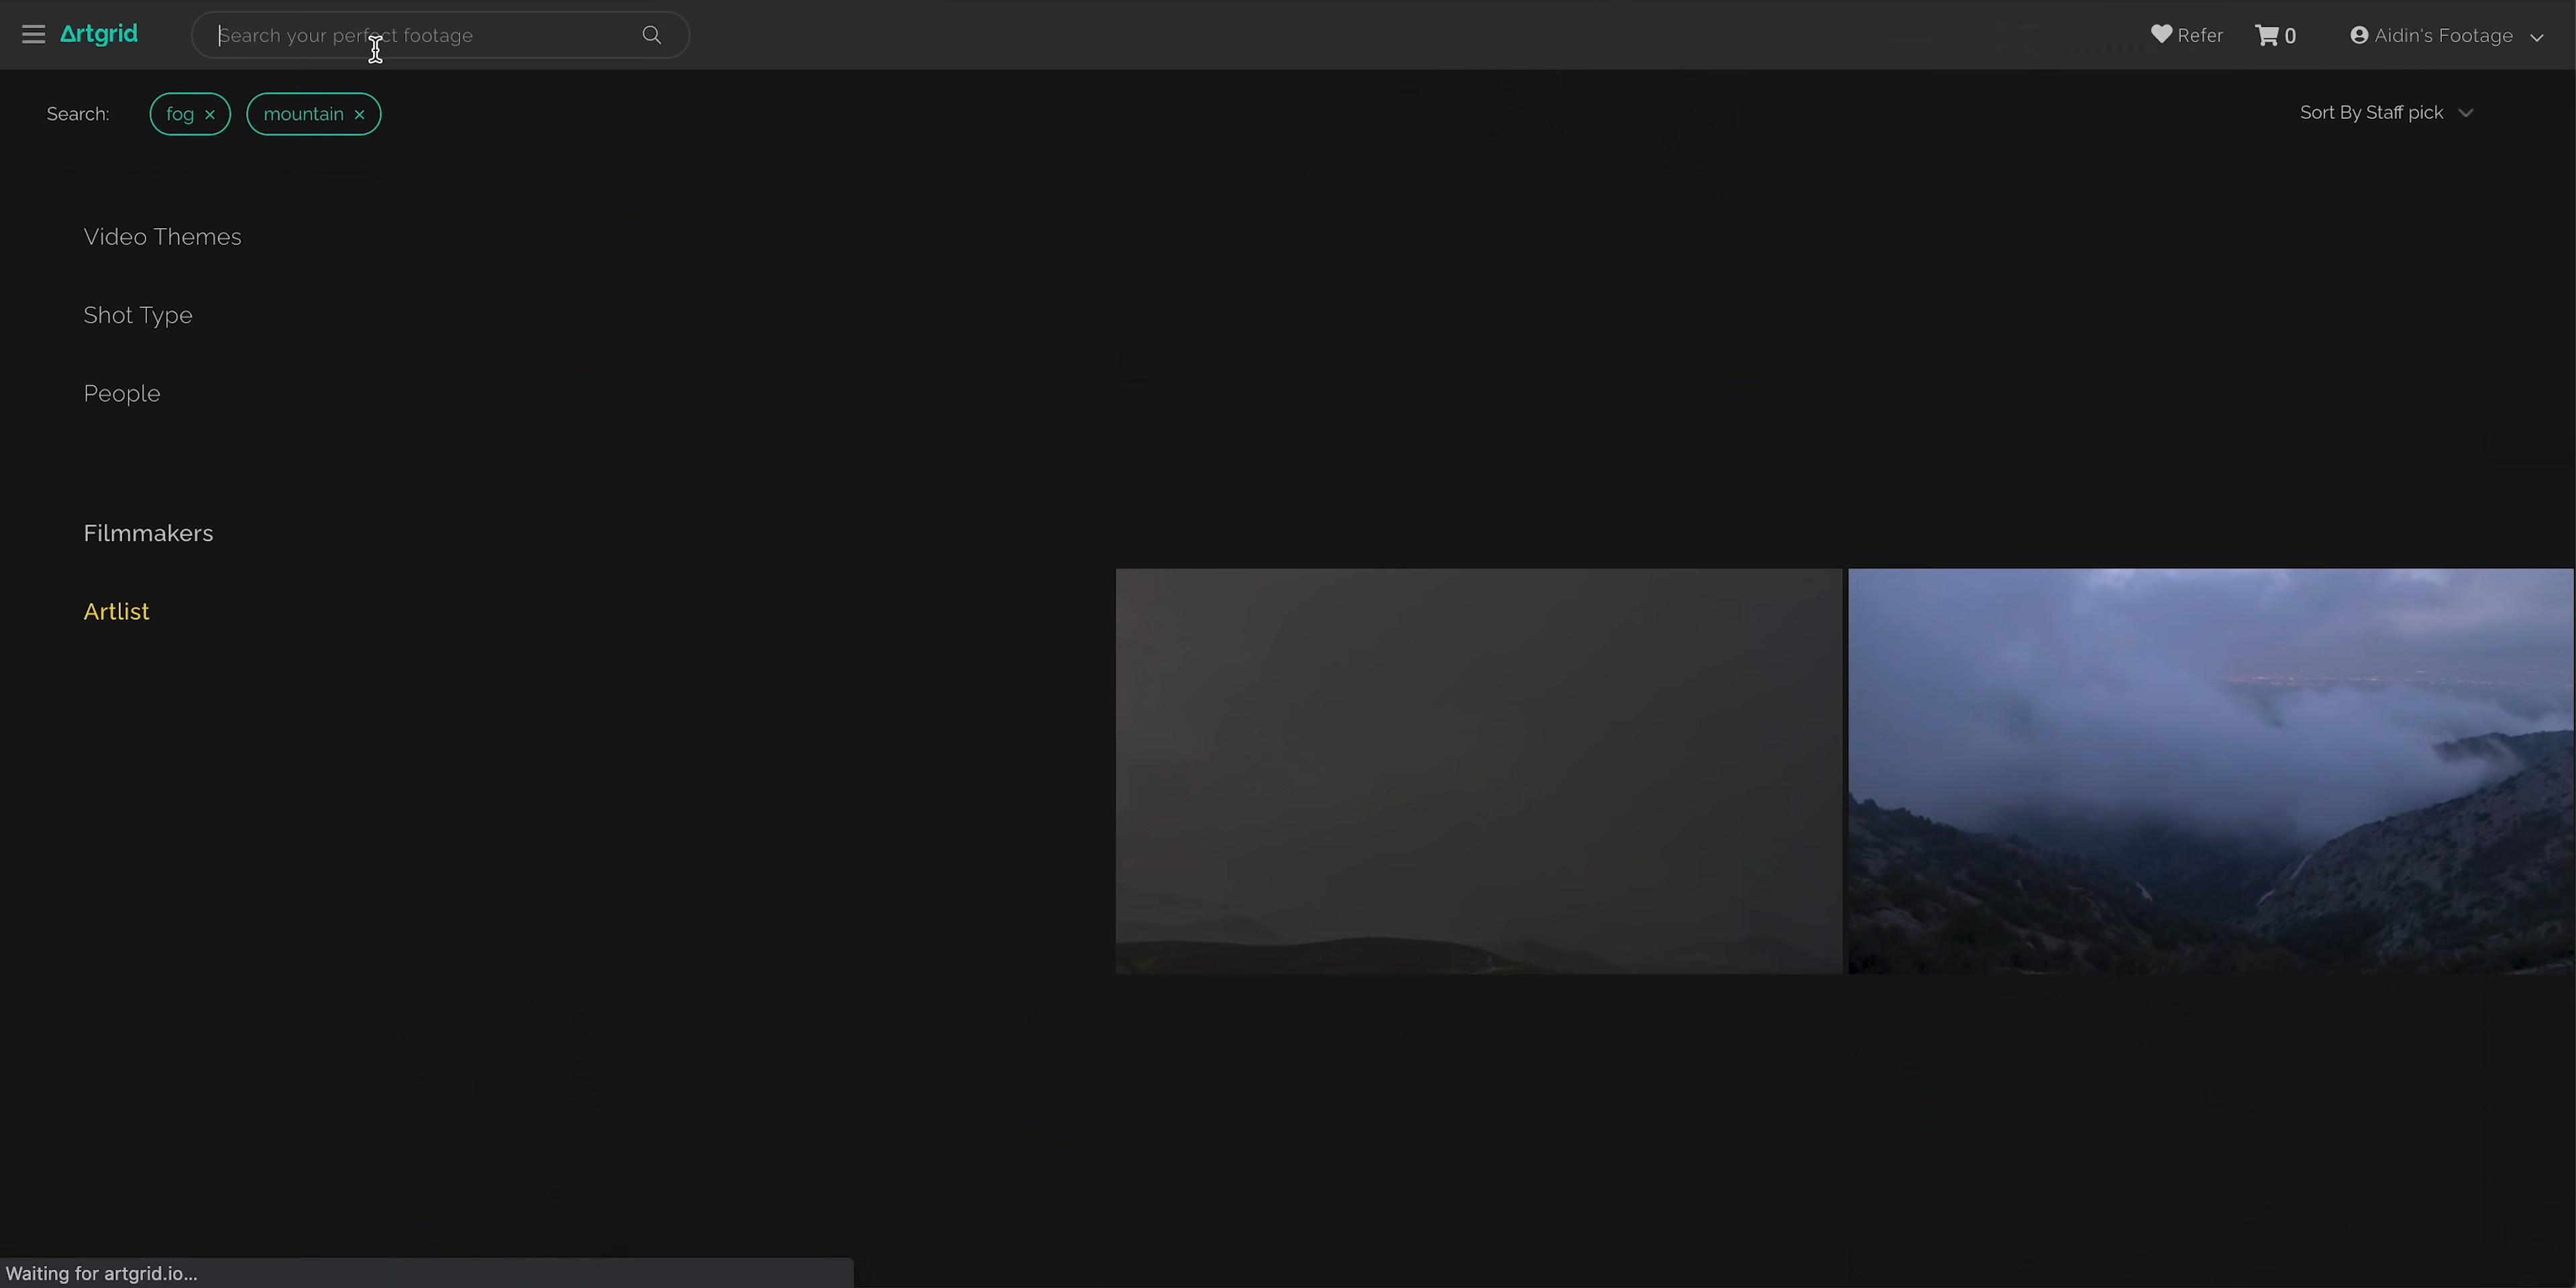 Artgrid
Search your perfect footage
Refer
0
Aidin's Footage
Search:
fog ×
mountain ×
Sort By Staff pick
Video Themes
Shot Type
People
Filmmakers
Artlist
Waiting for artgrid.io...